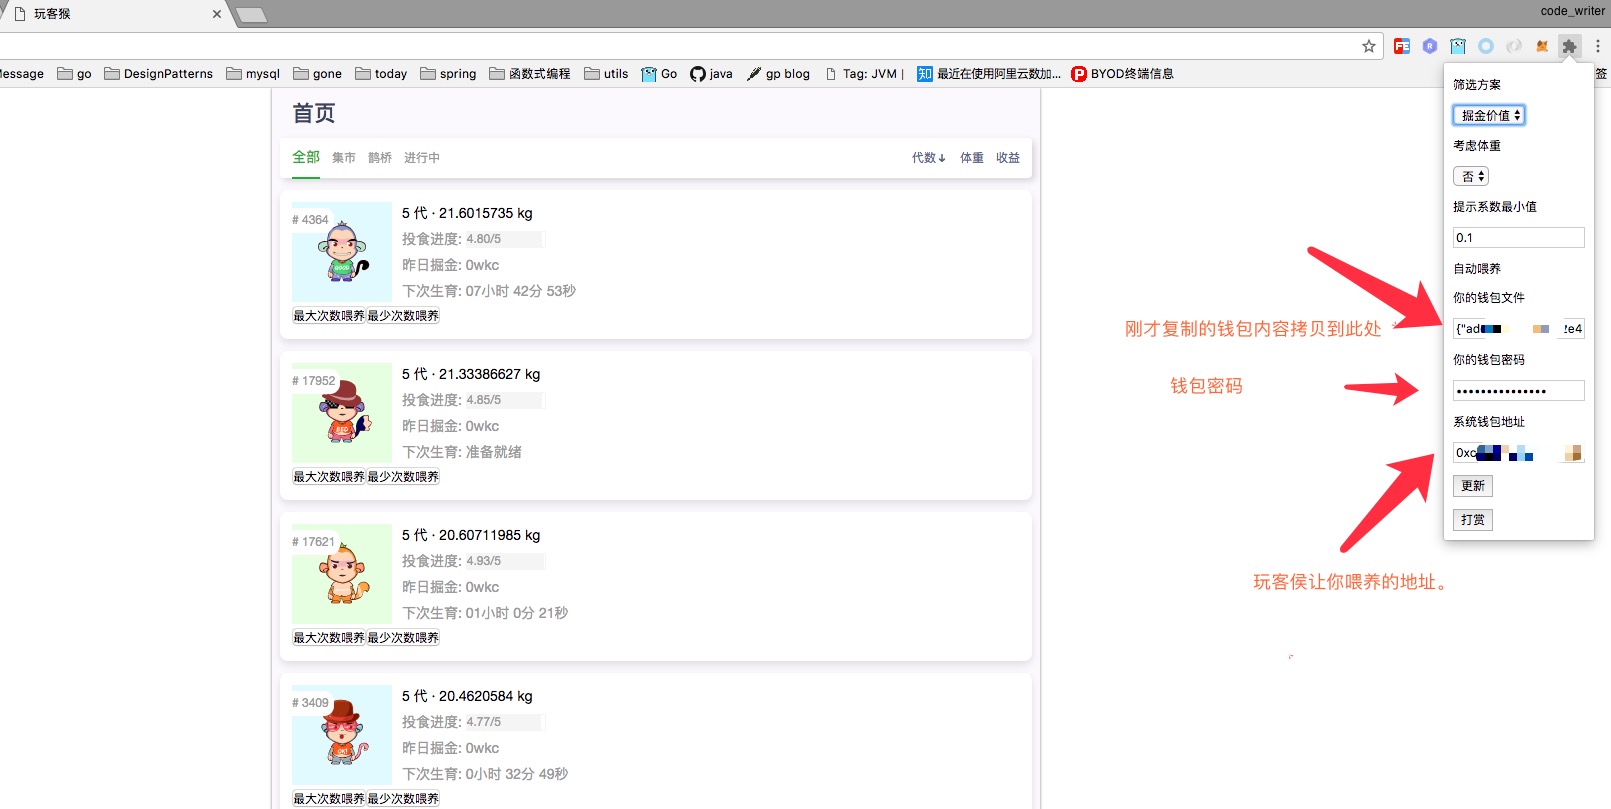 玩客猴
code_writer
Message
go
DesignPatterns
mysql
gone
today
spring
函数式编程
utils
Go
java
gp blog
Tag: JVM |
知 最近在使用阿里云数加...
P BYOD终端信息
签
首页
全部 集市 鹊桥 进行中 代数↓ 体重 收益
# 4364
5 代 · 21.6015735 kg
投食进度: 4.80/5
昨日掘金: 0wkc
下次生育: 07小时 42分 53秒
GOOD
最大次数喂养 最少次数喂养
# 17952
5 代 · 21.33386627 kg
投食进度: 4.85/5
昨日掘金: 0wkc
下次生育: 准备就绪
最大次数喂养 最少次数喂养
# 17621
5 代 · 20.60711985 kg
投食进度: 4.93/5
昨日掘金: 0wkc
下次生育: 01小时 0分 21秒
最大次数喂养 最少次数喂养
# 3409
5 代 · 20.4620584 kg
投食进度: 4.77/5
昨日掘金: 0wkc
下次生育: 0小时 32分 49秒
OK!
最大次数喂养 最少次数喂养
刚才复制的钱包内容拷贝到此处
钱包密码
玩客侯让你喂养的地址。
FE
R
筛选方案
掘金价值
考虑体重
否
提示系数最小值
0.1
自动喂养
你的钱包文件
{"ad
e4
你的钱包密码
•••••••••••••••
系统钱包地址
0xc
更新
打赏